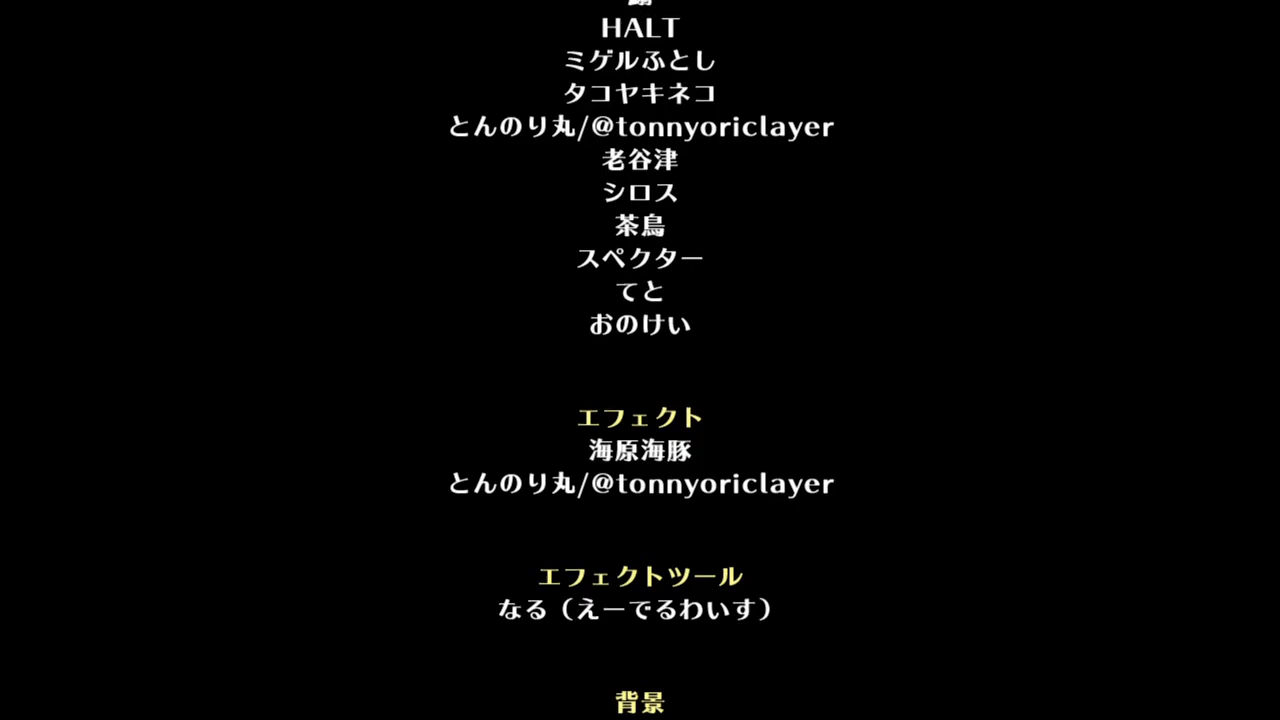 HALT
ミゲルふとし
タコヤキネコ
とんのり丸/@tonnyoriclayer
老谷津
シロス
茶鳥
スペクター
てと
おのけい
エフェクト
海原海豚
とんのり丸/@tonnyoriclayer
エフェクトツール
なる（えーでるわいす）
背景